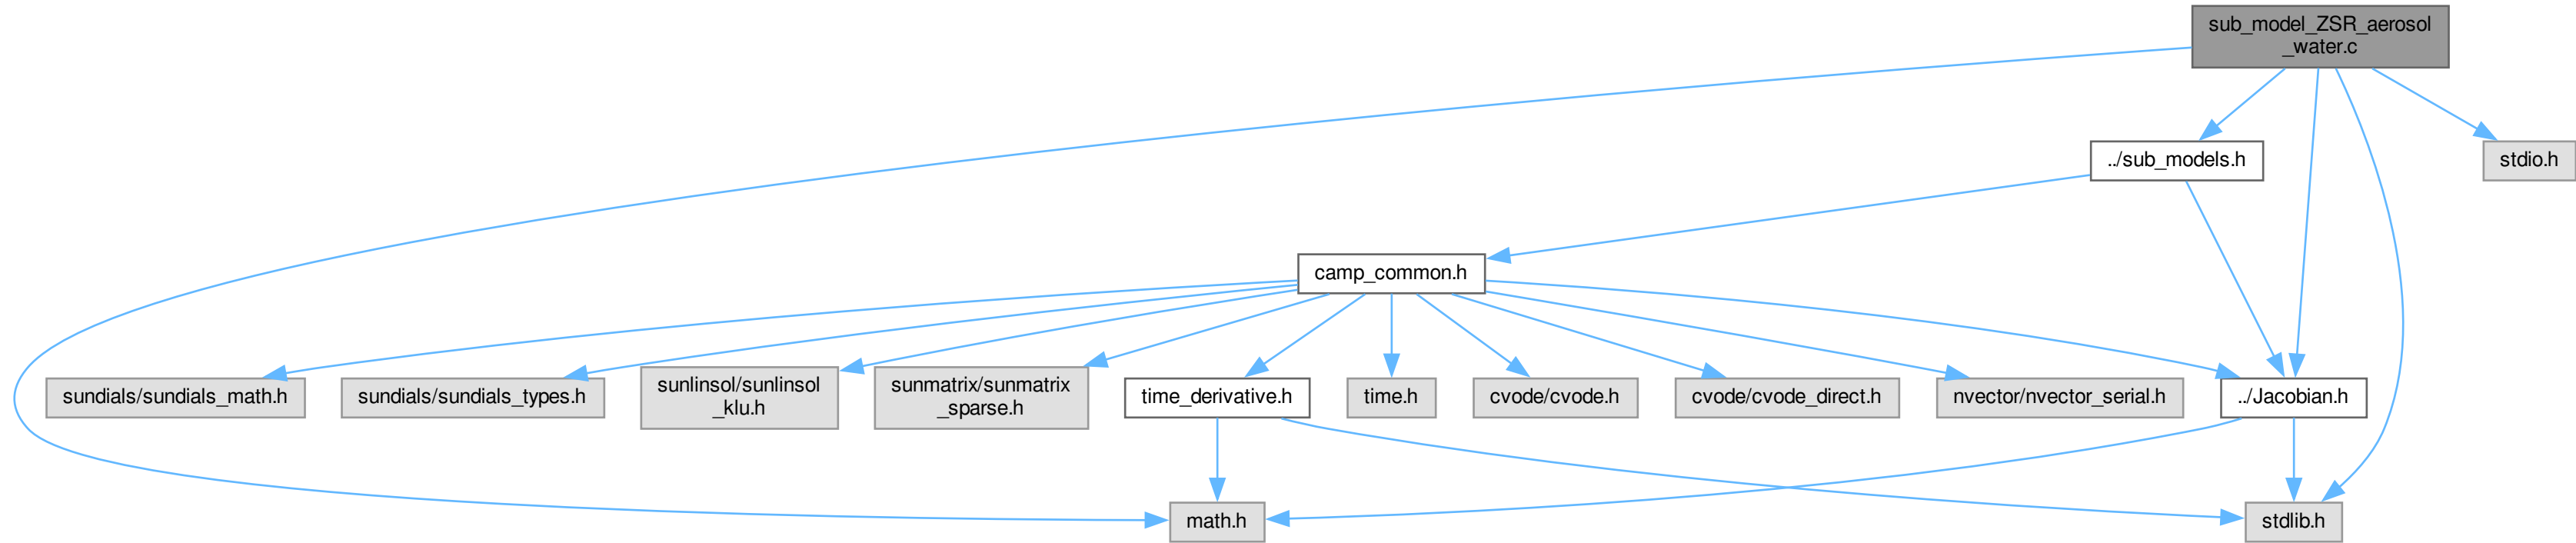 sub_model_ZSR_aerosol
_water.c
../sub_models.h
stdio.h
camp_common.h
sundials/sundials_math.h
sundials/sundials_types.h
sunlinsol/sunlinsol
_klu.h
sunmatrix/sunmatrix
_sparse.h
time_derivative.h
time.h
cvode/cvode.h
cvode/cvode_direct.h
nvector/nvector_serial.h
../Jacobian.h
math.h
stdlib.h